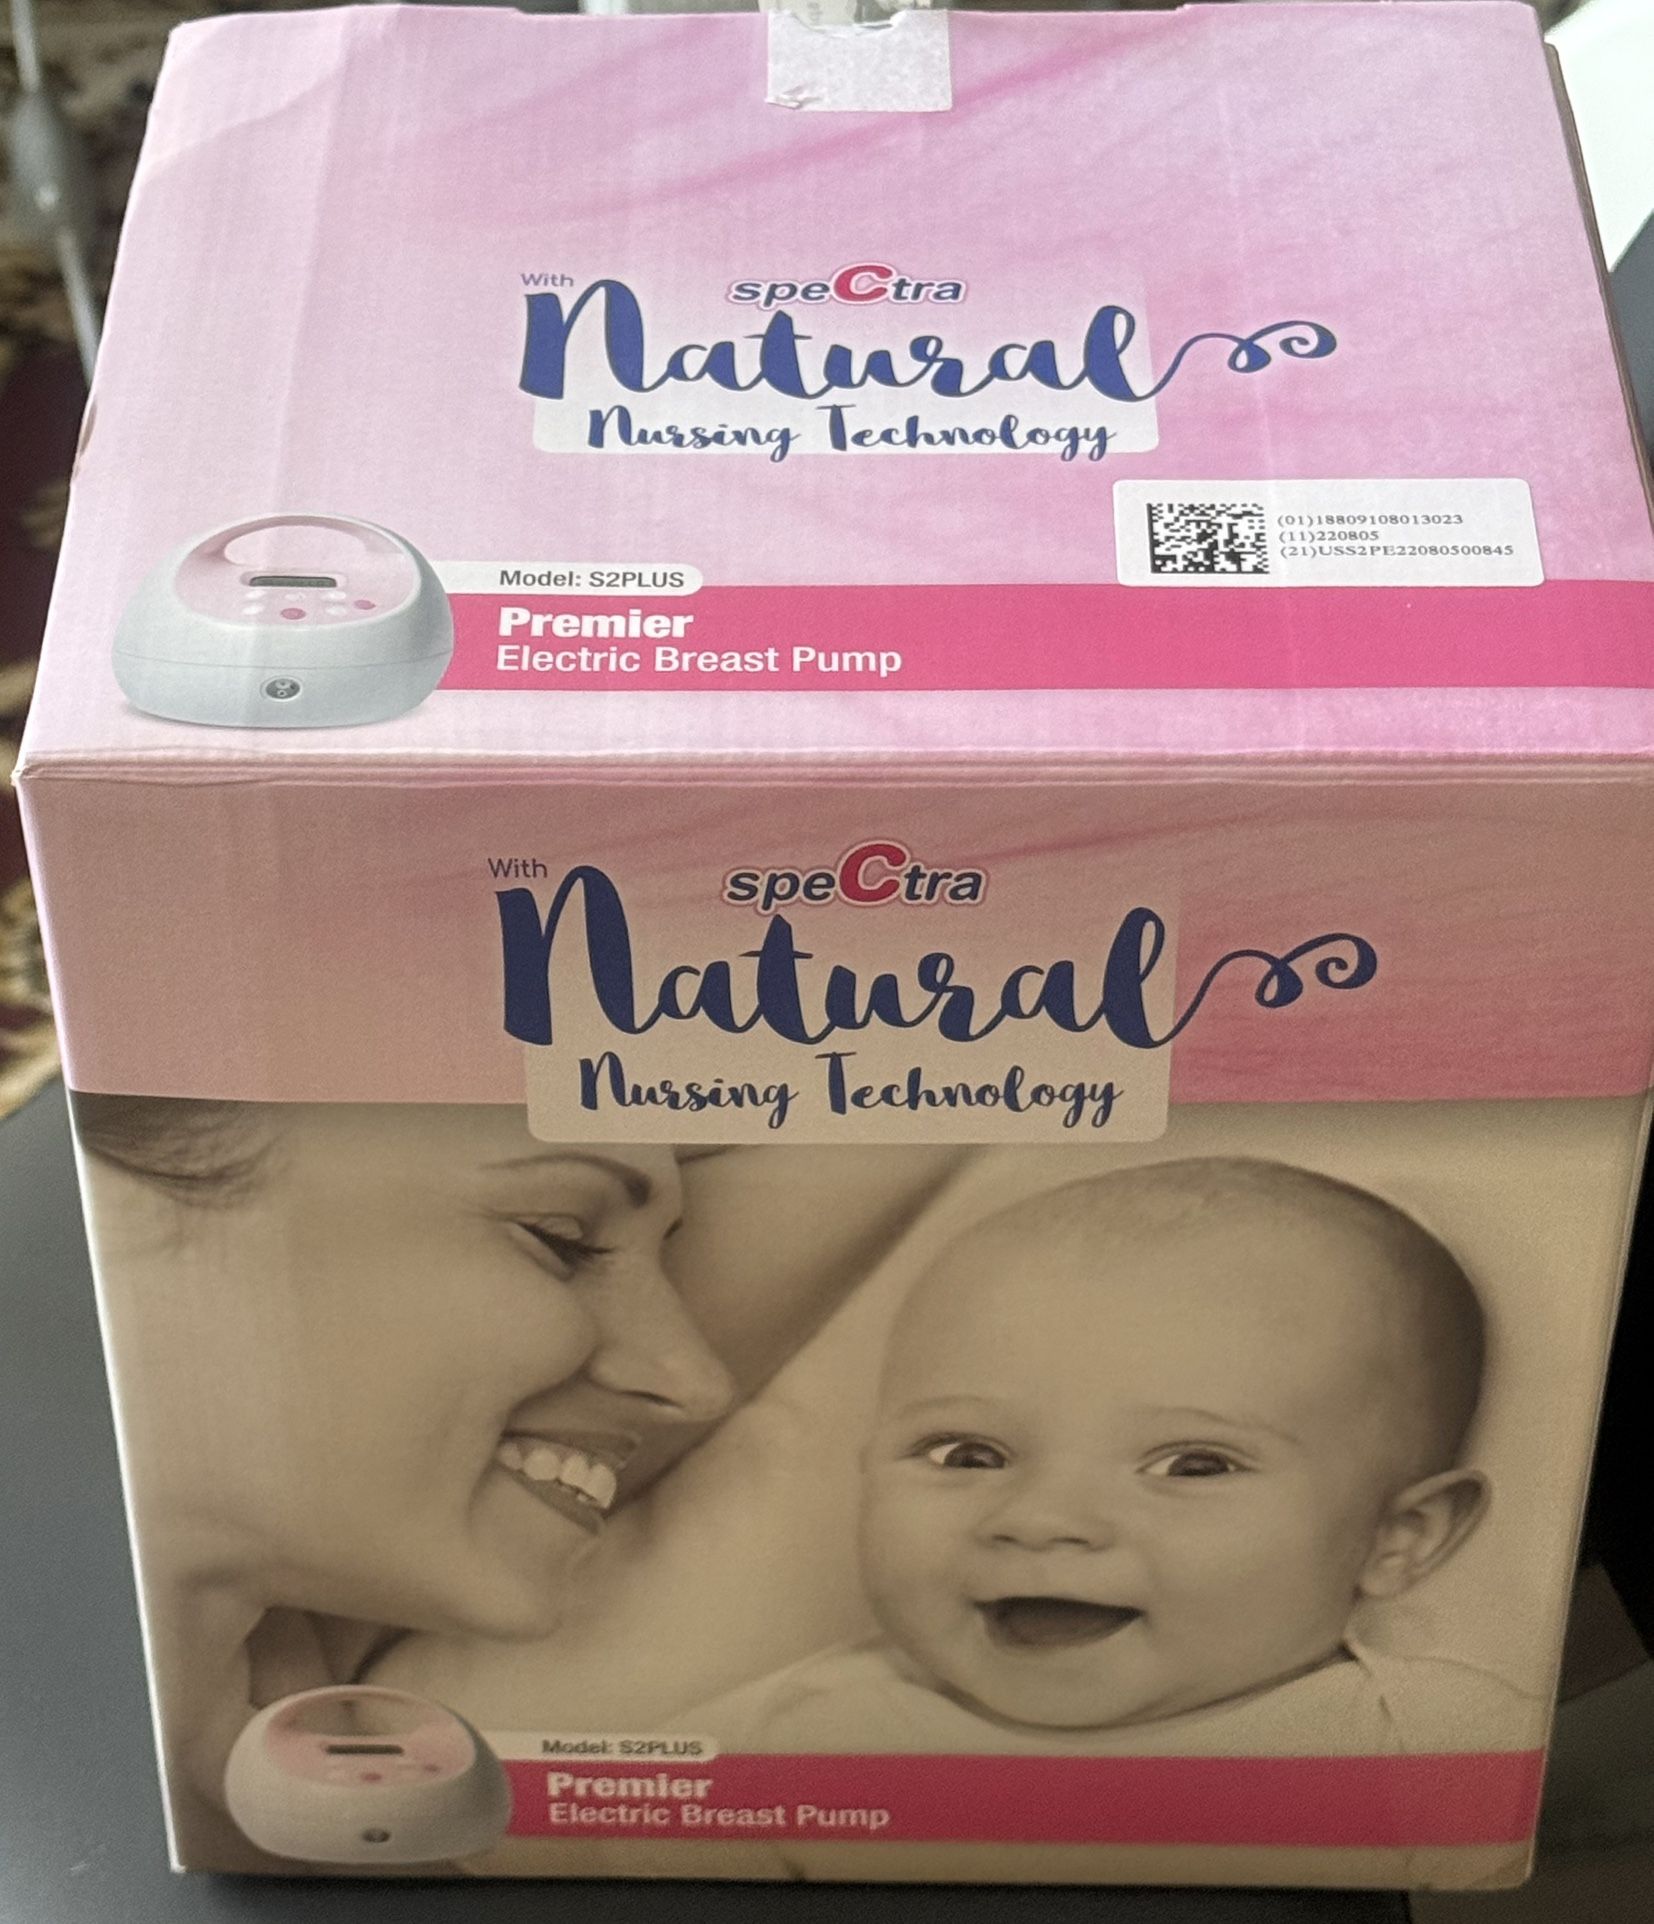 With speCtra
Natural
Nursing Technology
(01)18809108013023
(11)220805
(21)USS2PE22080500845
Model: S2PLUS
Premier
Electric Breast Pump
With speCtra
Natural
Nursing Technology
Model: S2PLUS
Premier
Electric Breast Pump